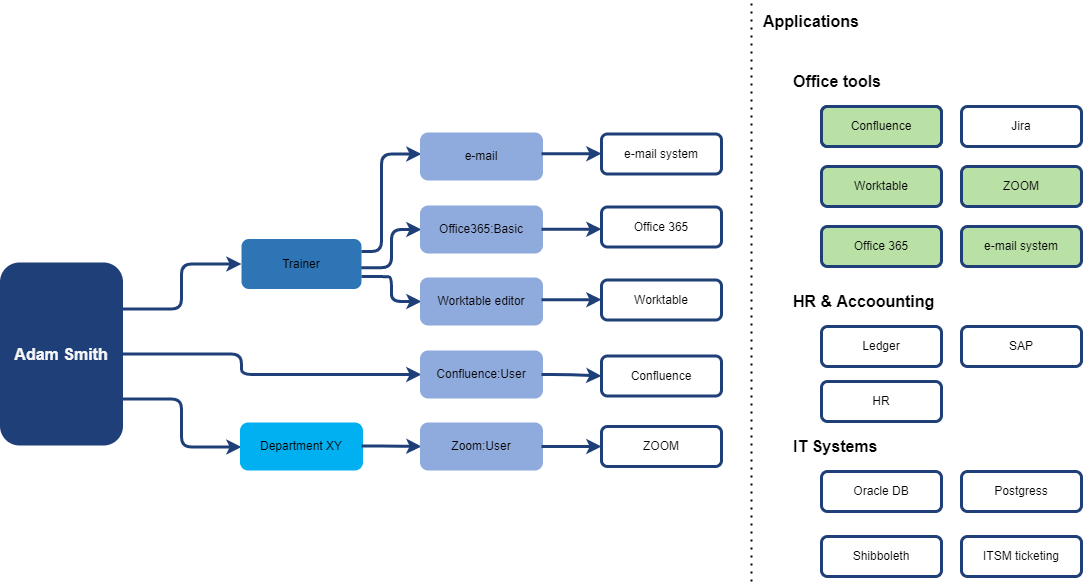 Adam Smith
Trainer
Department XY
e-mail
Office365:Basic
Worktable editor
Confluence:User
Zoom:User
e-mail system
Office 365
Worktable
Confluence
ZOOM
Applications
Office tools
Confluence
Jira
Worktable
ZOOM
Office 365
e-mail system
HR & Accounting
Ledger
SAP
HR
IT Systems
Oracle DB
Postgress
Shibboleth
ITSM ticketing